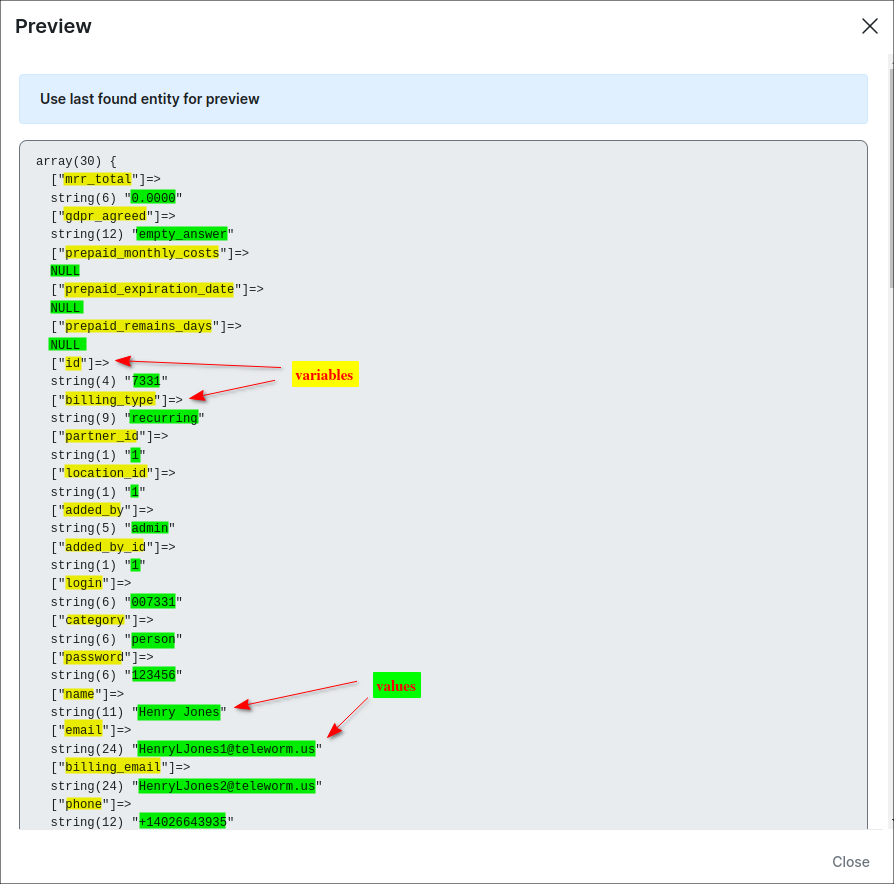 Preview
Use last found entity for preview
array(30) {
["mrr_total"]=>
string(6) "0.0000"
["gdpr_agreed"]=>
string(12) "empty_answer"
["prepaid_monthly_costs"]=>
NULL
["prepaid_expiration_date"]=>
NULL
["prepaid_remains_days"]=>
NULL
["id"]=>
variables
string(4) "7331"
["billing_type"]=>
string(9) "recurring"
["partner_id"]=>
string(1) "1"
["location_id"]=>
string(1) "1"
["added_by"]=>
string(5) "admin"
["added_by_id"]=>
string(1) "1"
["login"]=>
string(6) "007331"
["category"]=>
string(6) "person"
["password"]=>
string(6) "123456"
["name"]=>
values
string(11) "Henry Jones"
["email"]=>
string(24) "HenryLJones1@teleworm.us"
["billing_email"]=>
string(24) "HenryLJones2@teleworm.us"
["phone"]=>
string(12) "+14026643935"
Close